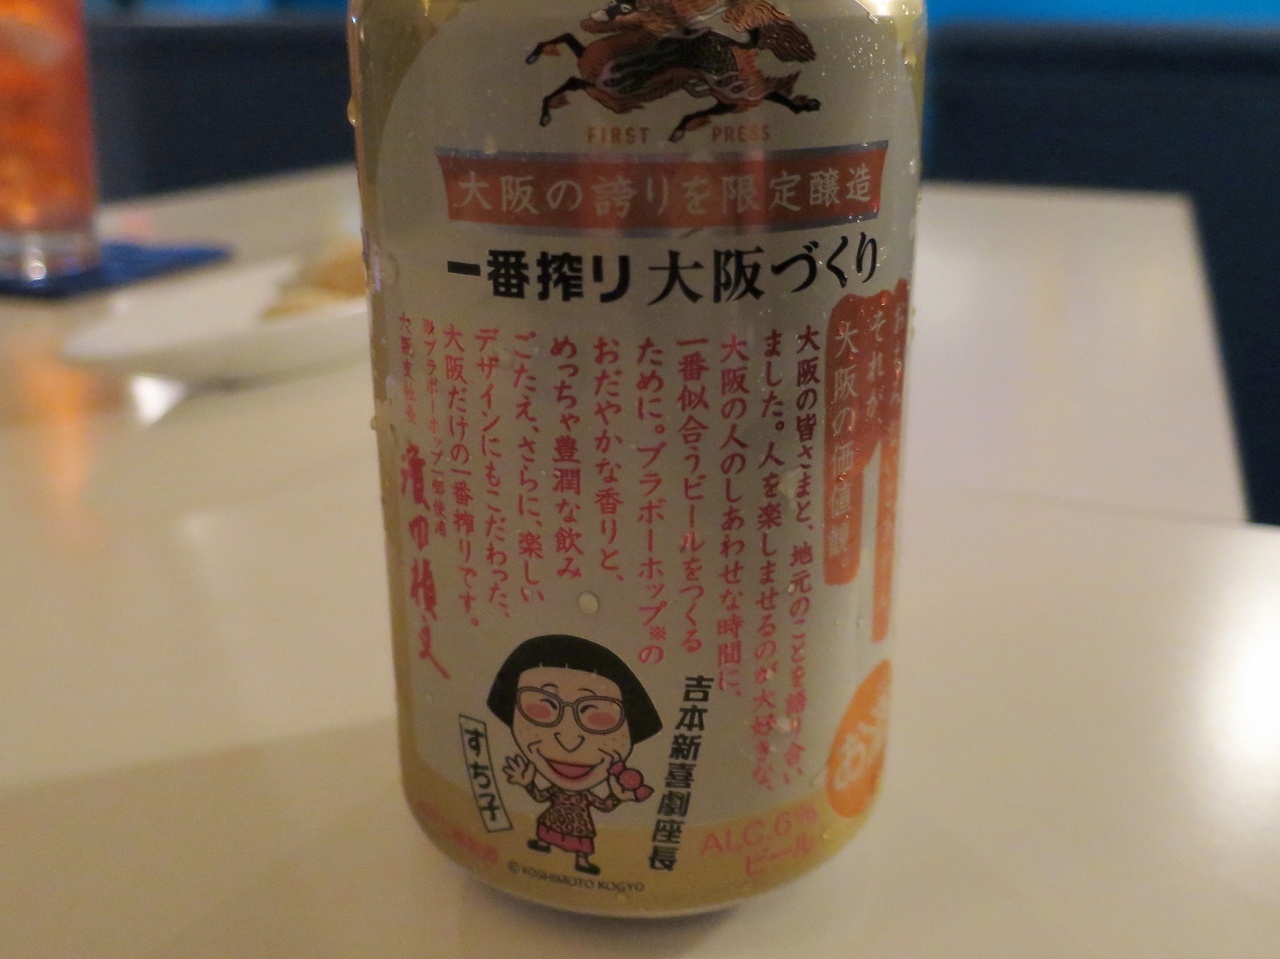 FIRST PRESS
大阪の誇りを限定醸造
一番搾り 大阪づくり
それが、
大阪の価値観
大阪の皆さまと、地元のことを語り合い
ました。人を楽しませるのが大好きな、
大阪の人のしあわせな時間に、
一番似合うビールをつくる
ために。ブラボーホップ※の
おだやかな香りと、
めっちゃ豊潤な飲み
ごたえ、さらに、楽しい
デザインにもこだわった、
大阪だけの一番搾りです。
※ブラボーホップ一部使用
大阪支社長
吉本新喜劇座長
すち子
©YOSHIMOTO KOGYO
ALC.6%
ビール